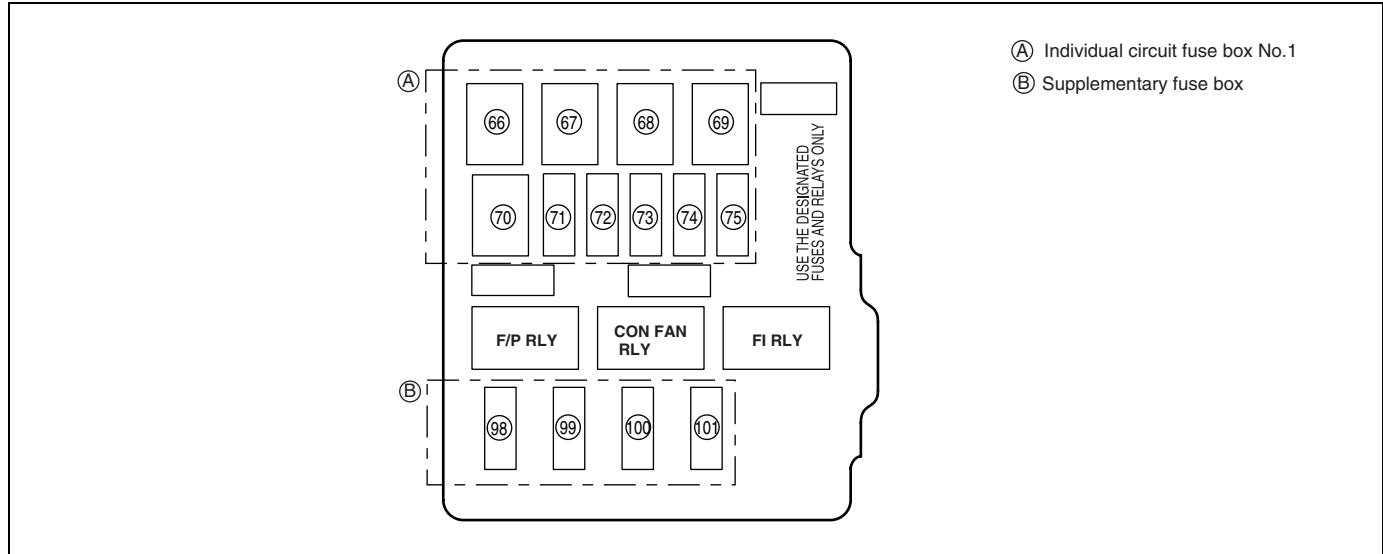 Ⓐ Individual circuit fuse box No.1
Ⓑ Supplementary fuse box
Ⓐ
66 67 68 69
70 71 72 73 74 75
USE THE DESIGNATED
FUSES AND RELAYS ONLY
F/P RLY
CON FAN
RLY
FI RLY
Ⓑ
98 99 100 101